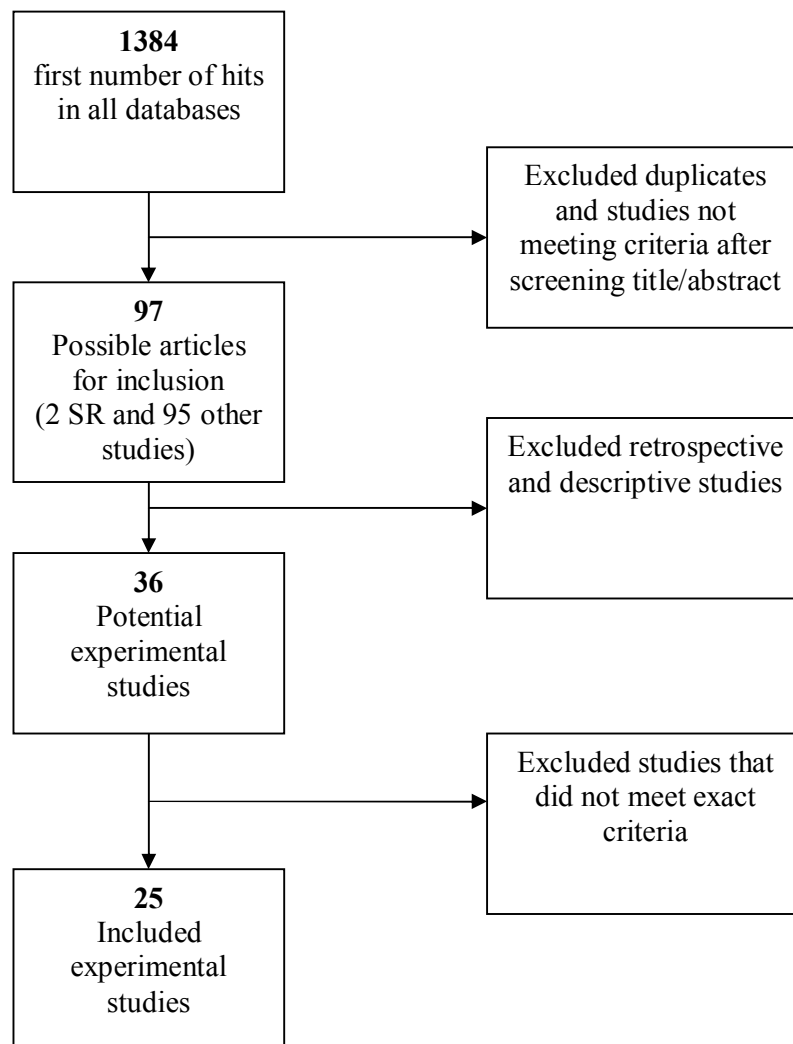 1384
first number of hits
in all databases
Excluded duplicates
and studies not
meeting criteria after
screening title/abstract
97
Possible articles
for inclusion
(2 SR and 95 other
studies)
Excluded retrospective
and descriptive studies
36
Potential
experimental
studies
Excluded studies that
did not meet exact
criteria
25
Included
experimental
studies